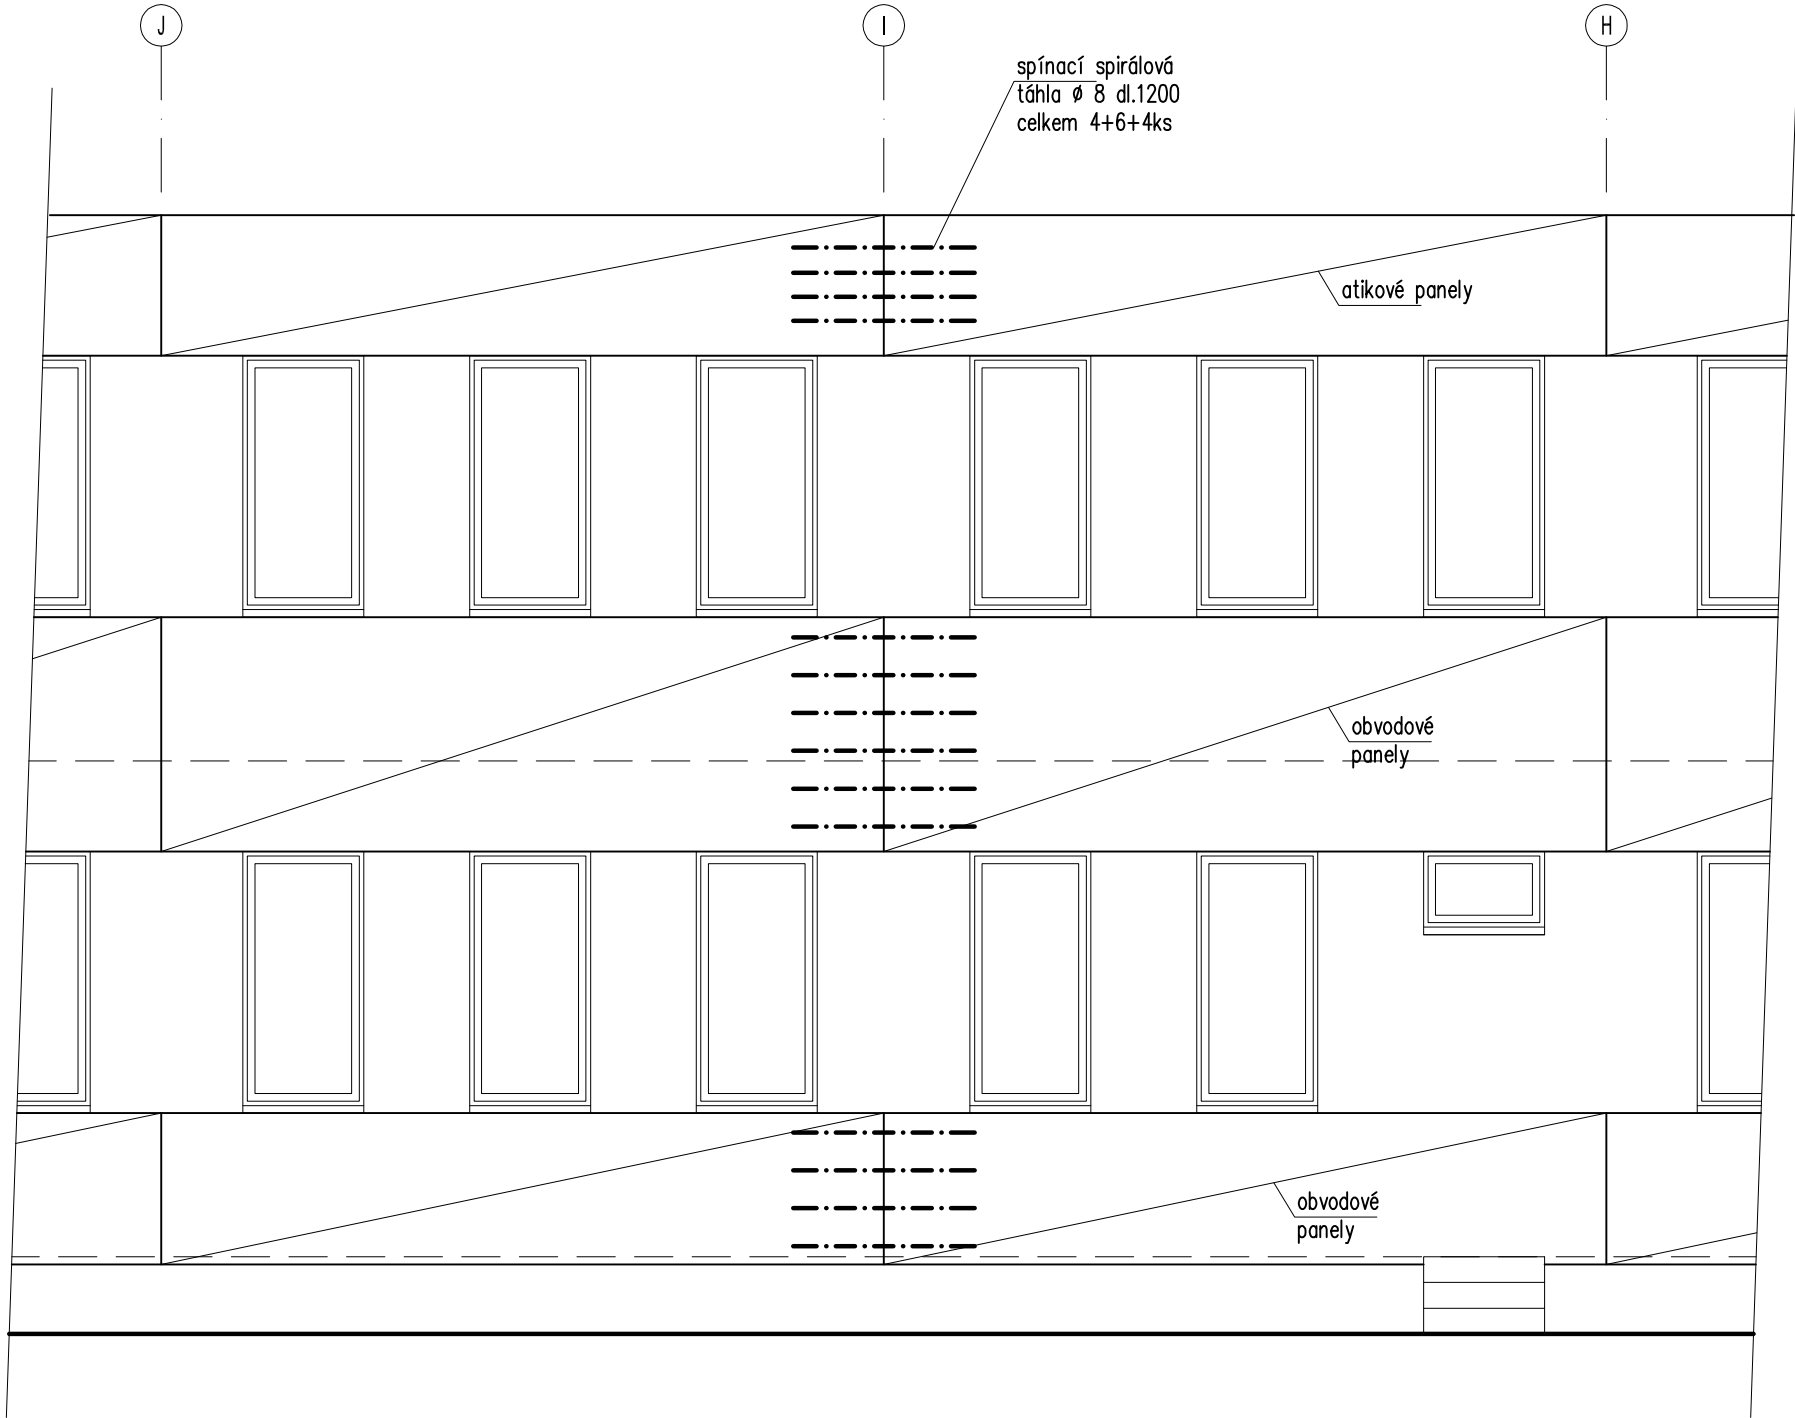 J
I
H
spínací spirálová
táhla ø 8 dl.1200
celkem 4+6+4ks
atikové panely
obvodové
panely
obvodové
panely